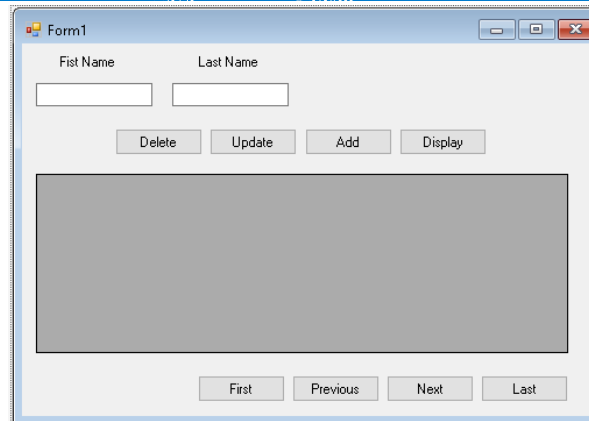 Form1
Fist Name Last Name
Delete Update Add Display
First Previous Next Last